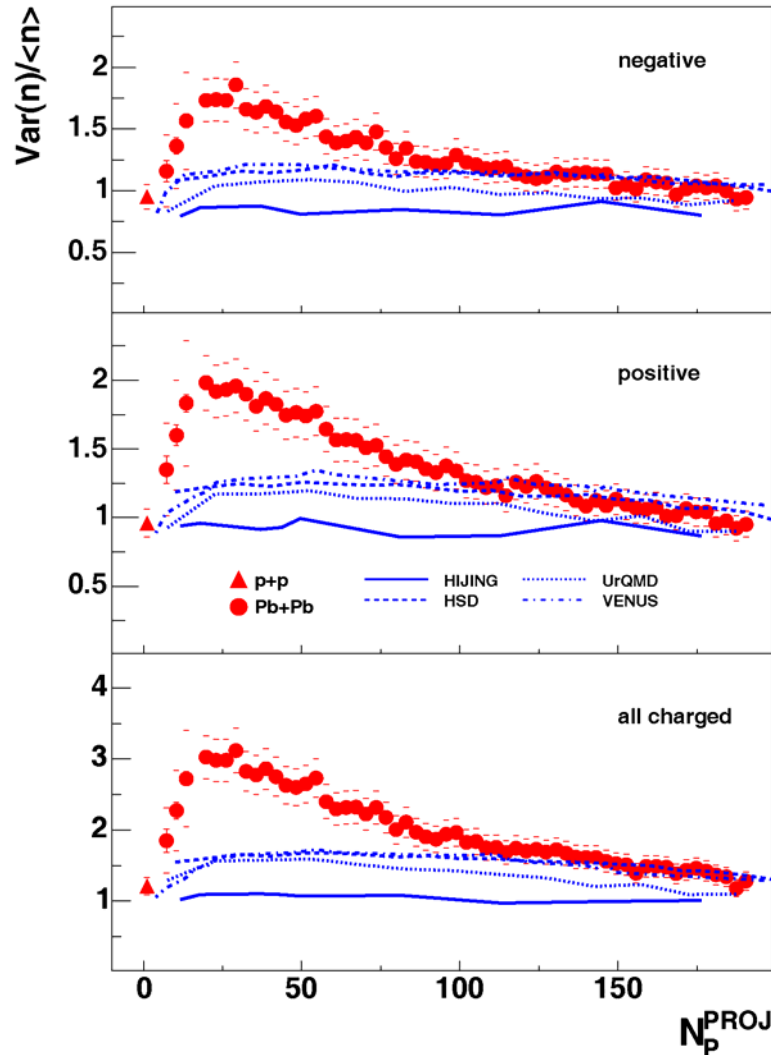 Var(n)/<n>
negative
2
1.5
1
0.5
positive
2
1.5
1
0.5
p+p
Pb+Pb
HIJING
HSD
UrQMD
VENUS
all charged
4
3
2
1
0 50 100 150
N_P^PROJ